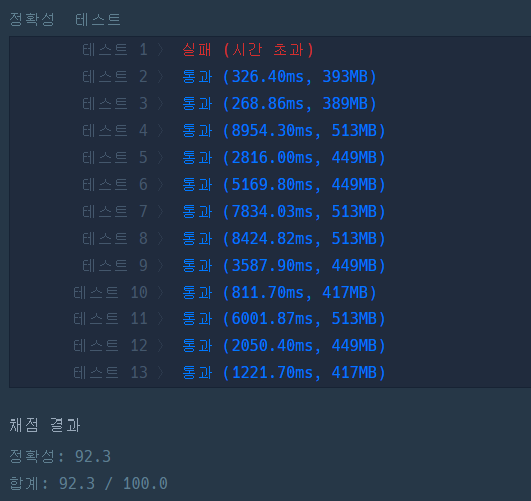 정확성 테스트
테스트 1 〉 실패 (시간 초과)
테스트 2 〉 통과 (326.40ms, 393MB)
테스트 3 〉 통과 (268.86ms, 389MB)
테스트 4 〉 통과 (8954.30ms, 513MB)
테스트 5 〉 통과 (2816.00ms, 449MB)
테스트 6 〉 통과 (5169.80ms, 449MB)
테스트 7 〉 통과 (7834.03ms, 513MB)
테스트 8 〉 통과 (8424.82ms, 513MB)
테스트 9 〉 통과 (3587.90ms, 449MB)
테스트 10 〉 통과 (811.70ms, 417MB)
테스트 11 〉 통과 (6001.87ms, 513MB)
테스트 12 〉 통과 (2050.40ms, 449MB)
테스트 13 〉 통과 (1221.70ms, 417MB)
채점 결과
정확성: 92.3
합계: 92.3 / 100.0